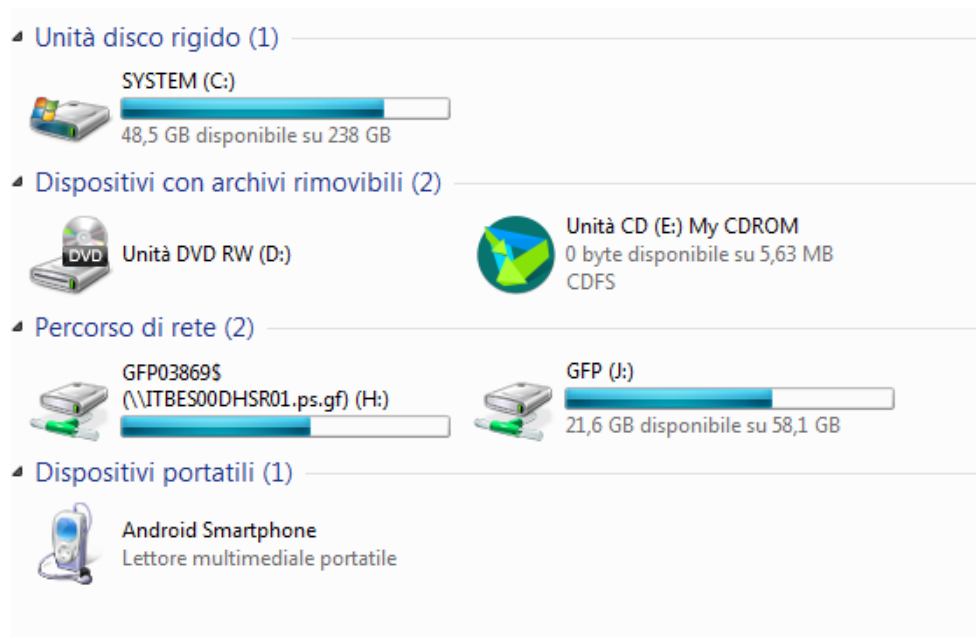 Unità disco rigido (1)
SYSTEM (C:)
48,5 GB disponibile su 238 GB
Dispositivi con archivi rimovibili (2)
DVD
Unità DVD RW (D:)
Unità CD (E:) My CDROM
0 byte disponibile su 5,63 MB
CDFS
Percorso di rete (2)
GFP03869$
(\\ITBES00DHSR01.ps.gf) (H:)
GFP (J:)
21,6 GB disponibile su 58,1 GB
Dispositivi portatili (1)
Android Smartphone
Lettore multimediale portatile